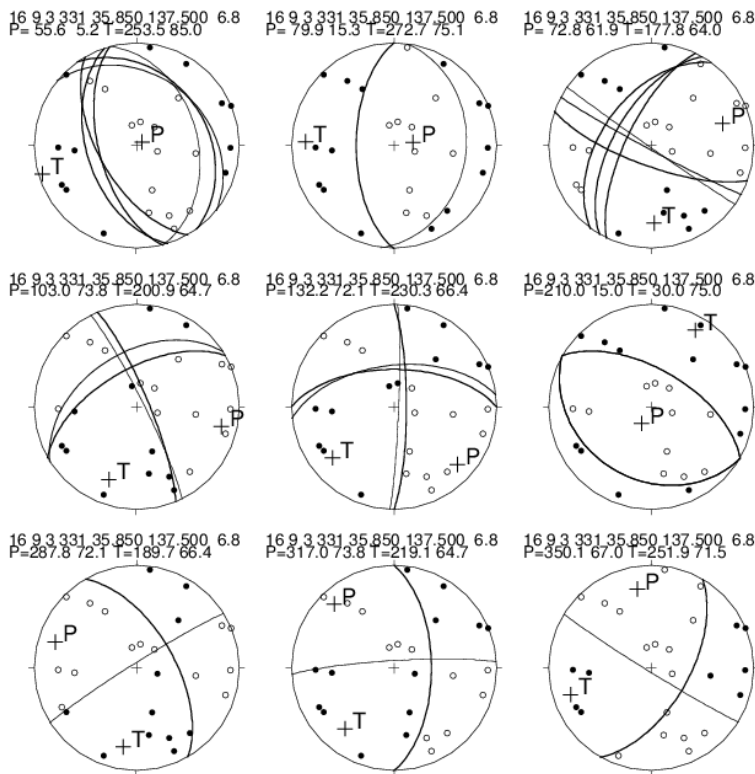 16 9.3 331 35.850 137.500 6.8
P= 55.6 5.2 T=253.5 85.0
P
T
16 9.3 331 35.850 137.500 6.8
P= 79.9 15.3 T=272.7 75.1
T
P
16 9.3 331 35.850 137.500 6.8
P= 72.8 61.9 T=177.8 64.0
P
T
16 9.3 331 35.850 137.500 6.8
P=103.0 73.8 T=200.9 64.7
P
T
16 9.3 331 35.850 137.500 6.8
P=132.2 72.1 T=230.3 66.4
T
P
16 9.3 331 35.850 137.500 6.8
P=210.0 15.0 T= 30.0 75.0
T
P
16 9.3 331 35.850 137.500 6.8
P=287.8 72.1 T=189.7 66.4
P
T
16 9.3 331 35.850 137.500 6.8
P=317.0 73.8 T=219.1 64.7
P
T
16 9.3 331 35.850 137.500 6.8
P=350.1 67.0 T=251.9 71.5
P
T